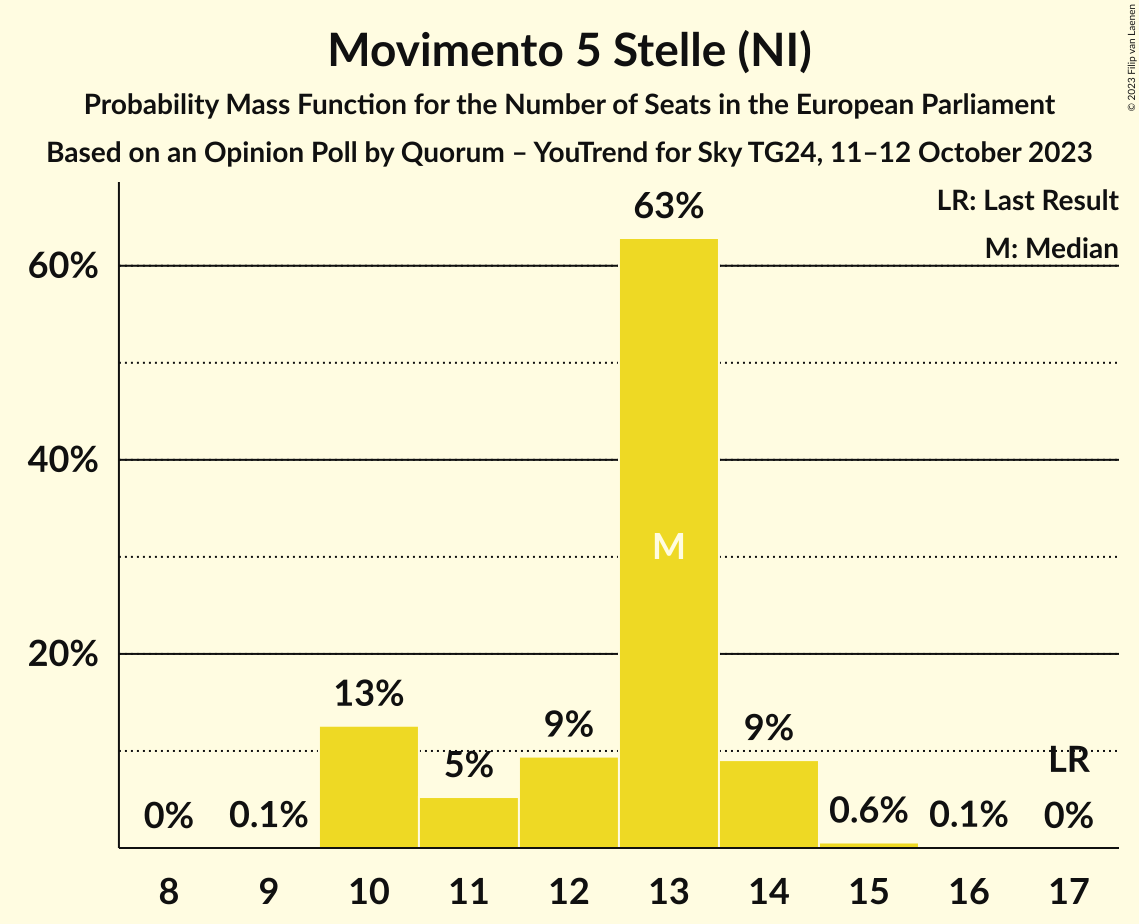 Movimento 5 Stelle (NI)
Probability Mass Function for the Number of Seats in the European Parliament
Based on an Opinion Poll by Quorum – YouTrend for Sky TG24, 11–12 October 2023
© 2023 Filip van Laenen
LR: Last Result
M: Median
60%
40%
20%
0%
0.1%
13%
5%
9%
63%
M
9%
0.6%
0.1%
LR
0%
8
9
10
11
12
13
14
15
16
17